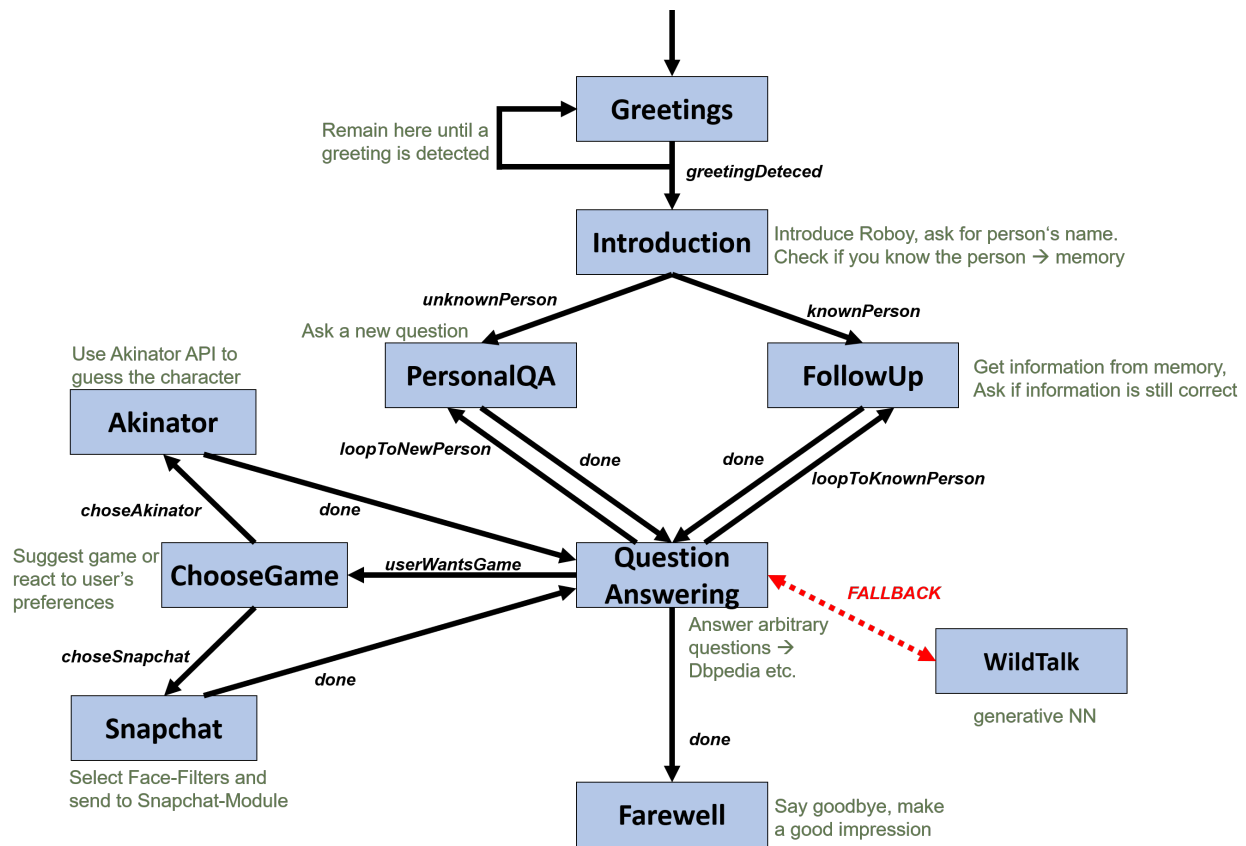 Greetings
Remain here until a
greeting is detected
greetingDeteced
Introduction
Introduce Roboy, ask for person's name.
Check if you know the person → memory
unknownPerson
knownPerson
Ask a new question
PersonalQA
FollowUp
Get information from memory,
Ask if information is still correct
Use Akinator API to
guess the character
Akinator
loopToNewPerson
done
done
loopToKnownPerson
choseAkinator
done
Suggest game or
react to user's
preferences
ChooseGame
userWantsGame
Question
Answering
FALLBACK
Answer arbitrary
questions →
Dbpedia etc.
WildTalk
generative NN
choseSnapchat
done
Snapchat
Select Face-Filters and
send to Snapchat-Module
done
Farewell
Say goodbye, make
a good impression